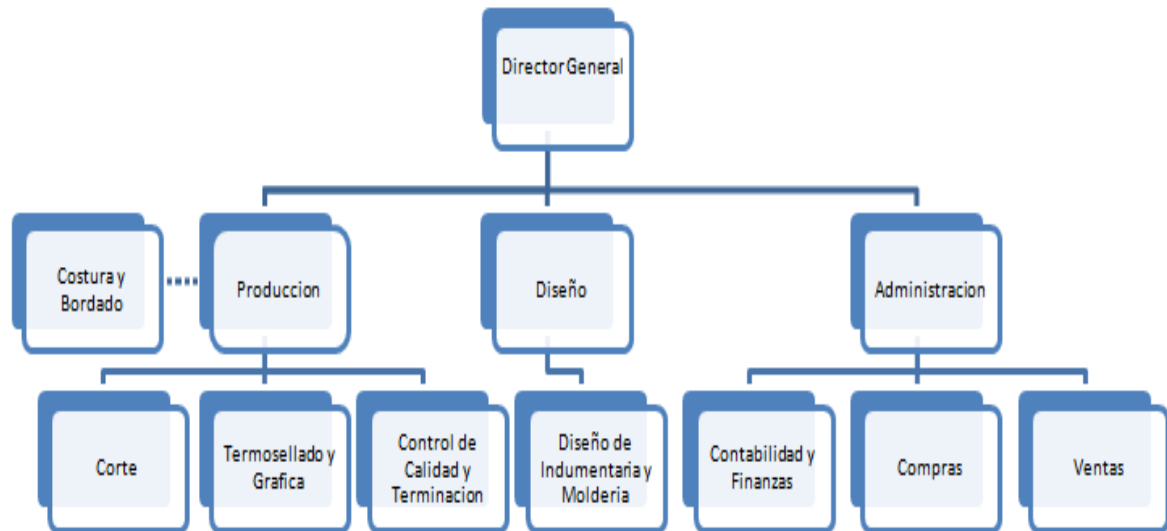 Director General
Costura y
Bordado
Produccion
Diseño
Administracion
Corte
Termosellado y
Grafica
Control de
Calidad y
Terminacion
Diseño de
Indumentaria y
Molderia
Contabilidad y
Finanzas
Compras
Ventas